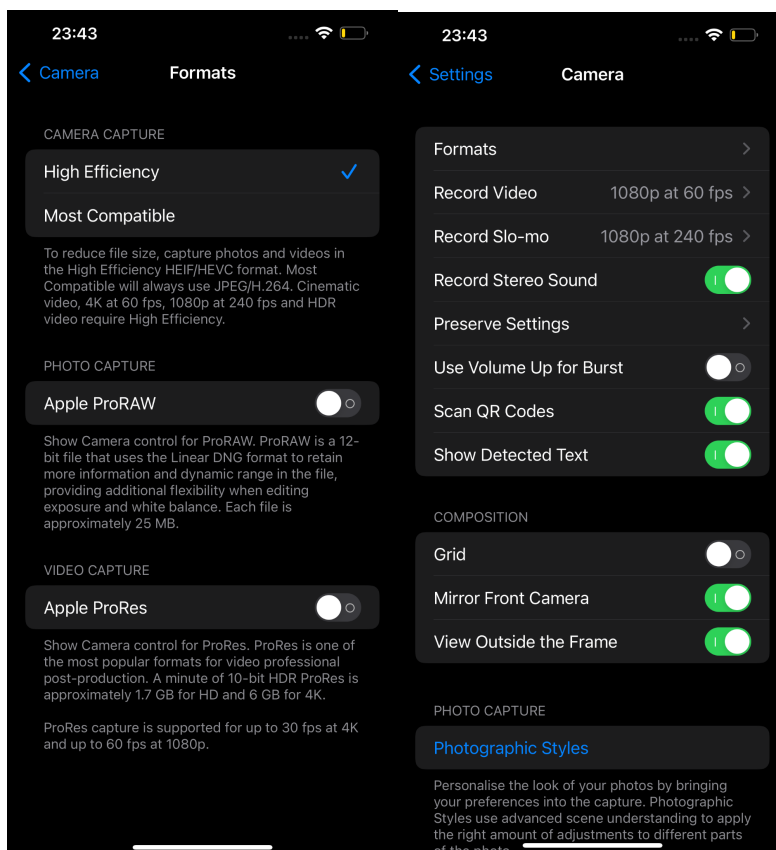 23:43
Camera
Formats
CAMERA CAPTURE
High Efficiency
Most Compatible
To reduce file size, capture photos and videos in
the High Efficiency HEIF/HEVC format. Most
Compatible will always use JPEG/H.264. Cinematic
video, 4K at 60 fps, 1080p at 240 fps and HDR
video require High Efficiency.
PHOTO CAPTURE
Apple ProRAW
Show Camera control for ProRAW. ProRAW is a 12-
bit file that uses the Linear DNG format to retain
more information and dynamic range in the file,
providing additional flexibility when editing
exposure and white balance. Each file is
approximately 25 MB.
VIDEO CAPTURE
Apple ProRes
Show Camera control for ProRes. ProRes is one of
the most popular formats for video professional
post-production. A minute of 10-bit HDR ProRes is
approximately 1.7 GB for HD and 6 GB for 4K.
ProRes capture is supported for up to 30 fps at 4K
and up to 60 fps at 1080p.
23:43
Settings
Camera
Formats
Record Video 1080p at 60 fps
Record Slo-mo 1080p at 240 fps
Record Stereo Sound
Preserve Settings
Use Volume Up for Burst
Scan QR Codes
Show Detected Text
COMPOSITION
Grid
Mirror Front Camera
View Outside the Frame
PHOTO CAPTURE
Photographic Styles
Personalise the look of your photos by bringing
your preferences into the capture. Photographic
Styles use advanced scene understanding to apply
the right amount of adjustments to different parts
of the photo.